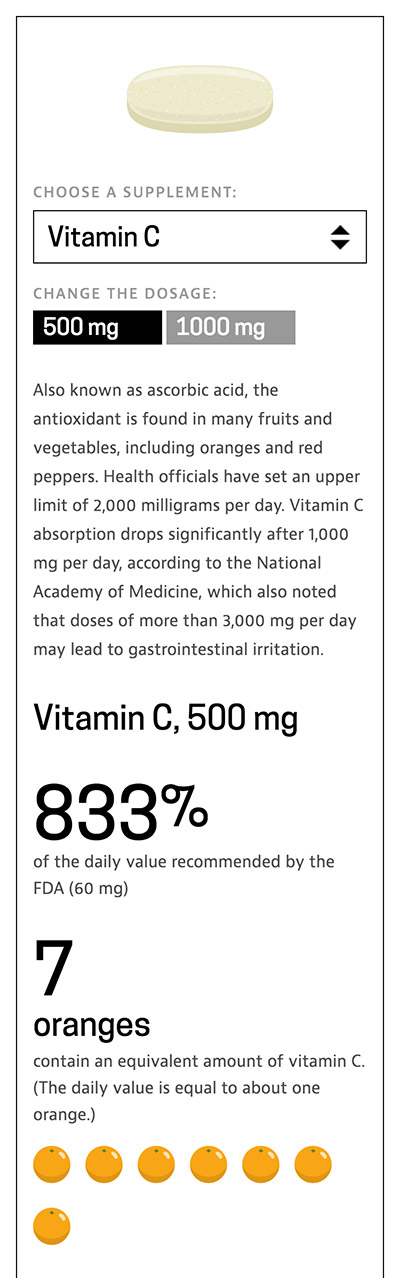 CHOOSE A SUPPLEMENT:
Vitamin C
CHANGE THE DOSAGE:
500 mg 1000 mg
Also known as ascorbic acid, the
antioxidant is found in many fruits and
vegetables, including oranges and red
peppers. Health officials have set an upper
limit of 2,000 milligrams per day. Vitamin C
absorption drops significantly after 1,000
mg per day, according to the National
Academy of Medicine, which also noted
that doses of more than 3,000 mg per day
may lead to gastrointestinal irritation.
Vitamin C, 500 mg
833%
of the daily value recommended by the
FDA (60 mg)
7
oranges
contain an equivalent amount of vitamin C.
(The daily value is equal to about one
orange.)